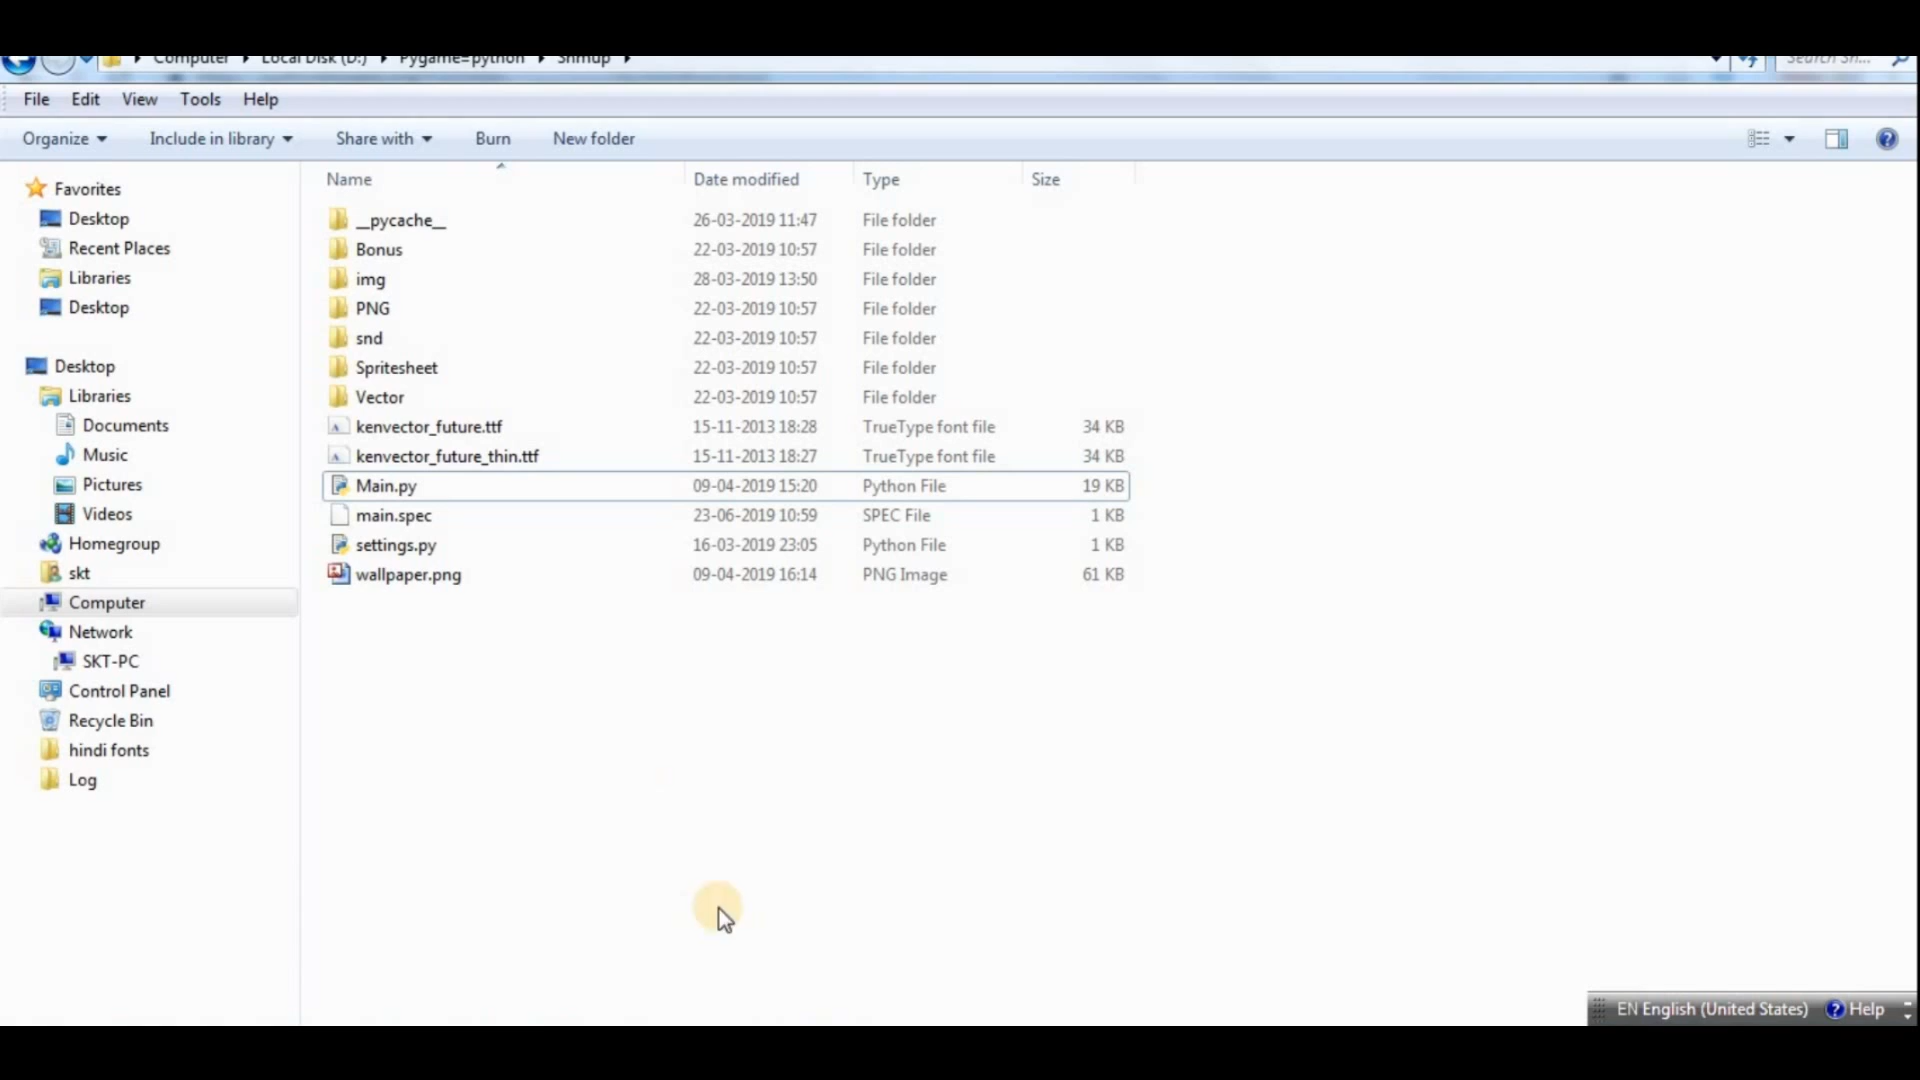 Computer Local Disk (D:) Pygame=python Shmup Search Sh...
File Edit View Tools Help
Organize Include in library Share with Burn New folder
Name Date modified Type Size
Favorites
Desktop
Recent Places
Libraries
Desktop
Desktop
Libraries
Documents
Music
Pictures
Videos
Homegroup
skt
Computer
Network
SKT-PC
Control Panel
Recycle Bin
hindi fonts
Log
__pycache__ 26-03-2019 11:47 File folder
Bonus 22-03-2019 10:57 File folder
img 28-03-2019 13:50 File folder
PNG 22-03-2019 10:57 File folder
snd 22-03-2019 10:57 File folder
Spritesheet 22-03-2019 10:57 File folder
Vector 22-03-2019 10:57 File folder
kenvector_future.ttf 15-11-2013 18:28 TrueType font file 34 KB
kenvector_future_thin.ttf 15-11-2013 18:27 TrueType font file 34 KB
Main.py 09-04-2019 15:20 Python File 19 KB
main.spec 23-06-2019 10:59 SPEC File 1 KB
settings.py 16-03-2019 23:05 Python File 1 KB
wallpaper.png 09-04-2019 16:14 PNG Image 61 KB
EN English (United States) Help